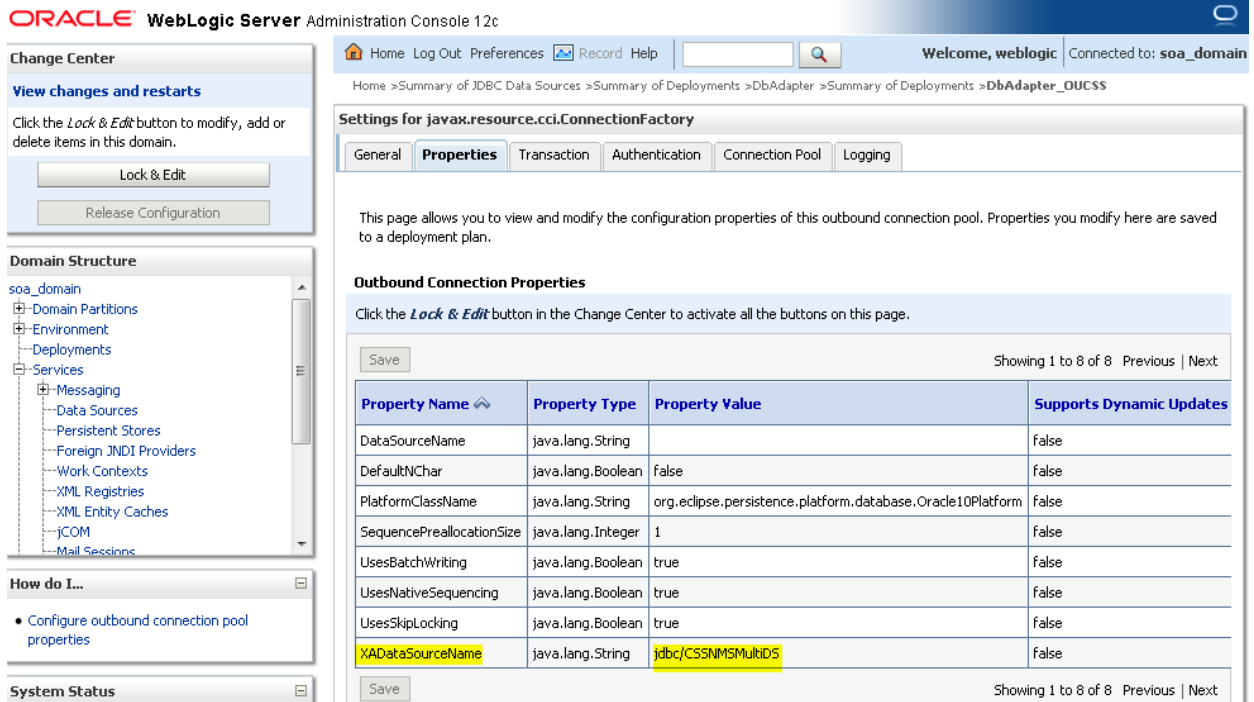 ORACLE WebLogic Server Administration Console 12c
Change Center
View changes and restarts
Click the Lock & Edit button to modify, add or
delete items in this domain.
Lock & Edit
Release Configuration
Domain Structure
soa_domain
Domain Partitions
Environment
Deployments
Services
Messaging
Data Sources
Persistent Stores
Foreign JNDI Providers
Work Contexts
XML Registries
XML Entity Caches
jCOM
Mail Sessions
How do I...
Configure outbound connection pool
properties
System Status
Home Log Out Preferences Record Help
Welcome, weblogic Connected to: soa_domain
Home >Summary of JDBC Data Sources >Summary of Deployments >DbAdapter >Summary of Deployments >DbAdapter_OUCSS
Settings for javax.resource.cci.ConnectionFactory
General Properties Transaction Authentication Connection Pool Logging
This page allows you to view and modify the configuration properties of this outbound connection pool. Properties you modify here are saved
to a deployment plan.
Outbound Connection Properties
Click the Lock & Edit button in the Change Center to activate all the buttons on this page.
Save Showing 1 to 8 of 8 Previous | Next
Property Name Property Type Property Value Supports Dynamic Updates
DataSourceName java.lang.String false
DefaultNChar java.lang.Boolean false false
PlatformClassName java.lang.String org.eclipse.persistence.platform.database.Oracle10Platform false
SequencePreallocationSize java.lang.Integer 1 false
UsesBatchWriting java.lang.Boolean true false
UsesNativeSequencing java.lang.Boolean true false
UsesSkipLocking java.lang.Boolean true false
XADataSourceName java.lang.String jdbc/CSSNMSMultiDS false
Save Showing 1 to 8 of 8 Previous | Next